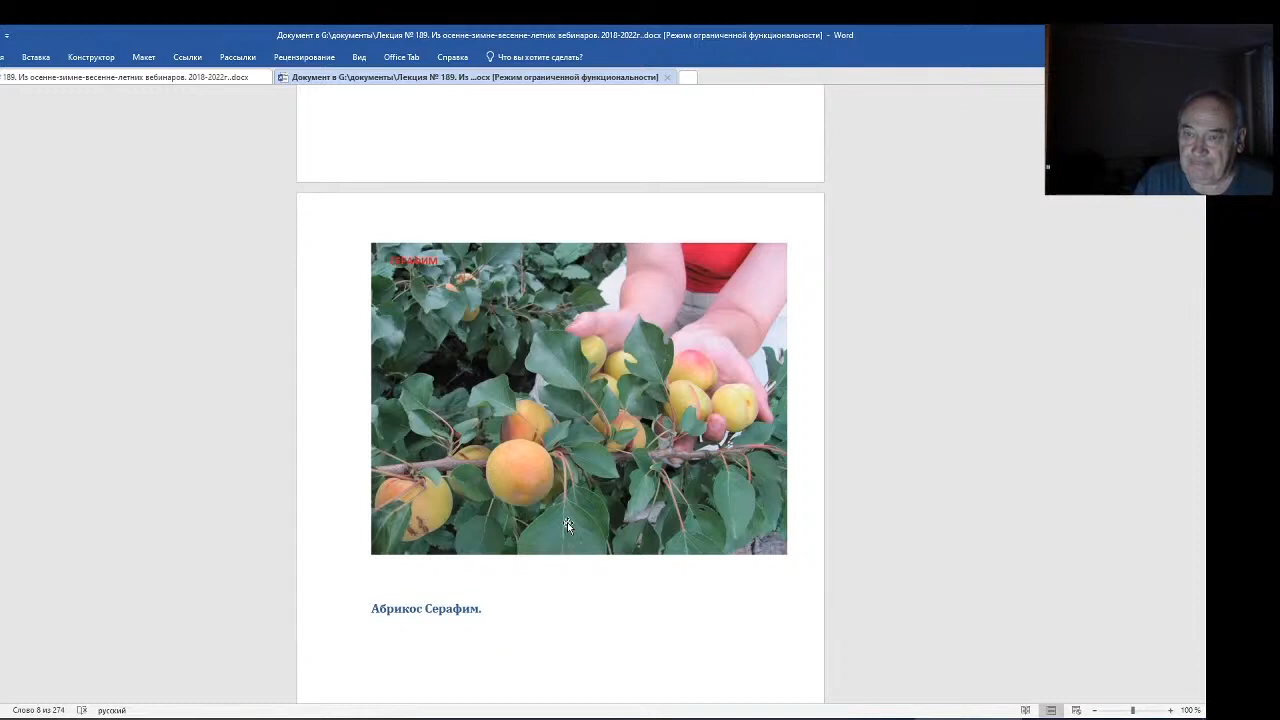 Документ в G:\документы\Лекция № 189. Из осенне-зимне-весенне-летних вебинаров. 2018-2022г..docx [Режим ограниченной функциональности] - Word
Вставка Конструктор Макет Ссылки Рассылки Рецензирование Вид Office Tab Справка Что вы хотите сделать?
189. Из осенне-зимне-весенне-летних вебинаров. 2018-2022г..docx
Документ в G:\документы\Лекция № 189. Из ...осх [Режим ограниченной функциональности]
СЕРАФИМ
Абрикос Серафим.
Слово 8 из 274 русский 100 %